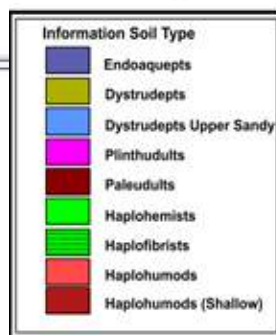 Information Soil Type
Endoaquepts
Dystrudepts
Dystrudepts Upper Sandy
Plinthudults
Paleudults
Haplohemists
Haplofibrists
Haplohumods
Haplohumods (Shallow)